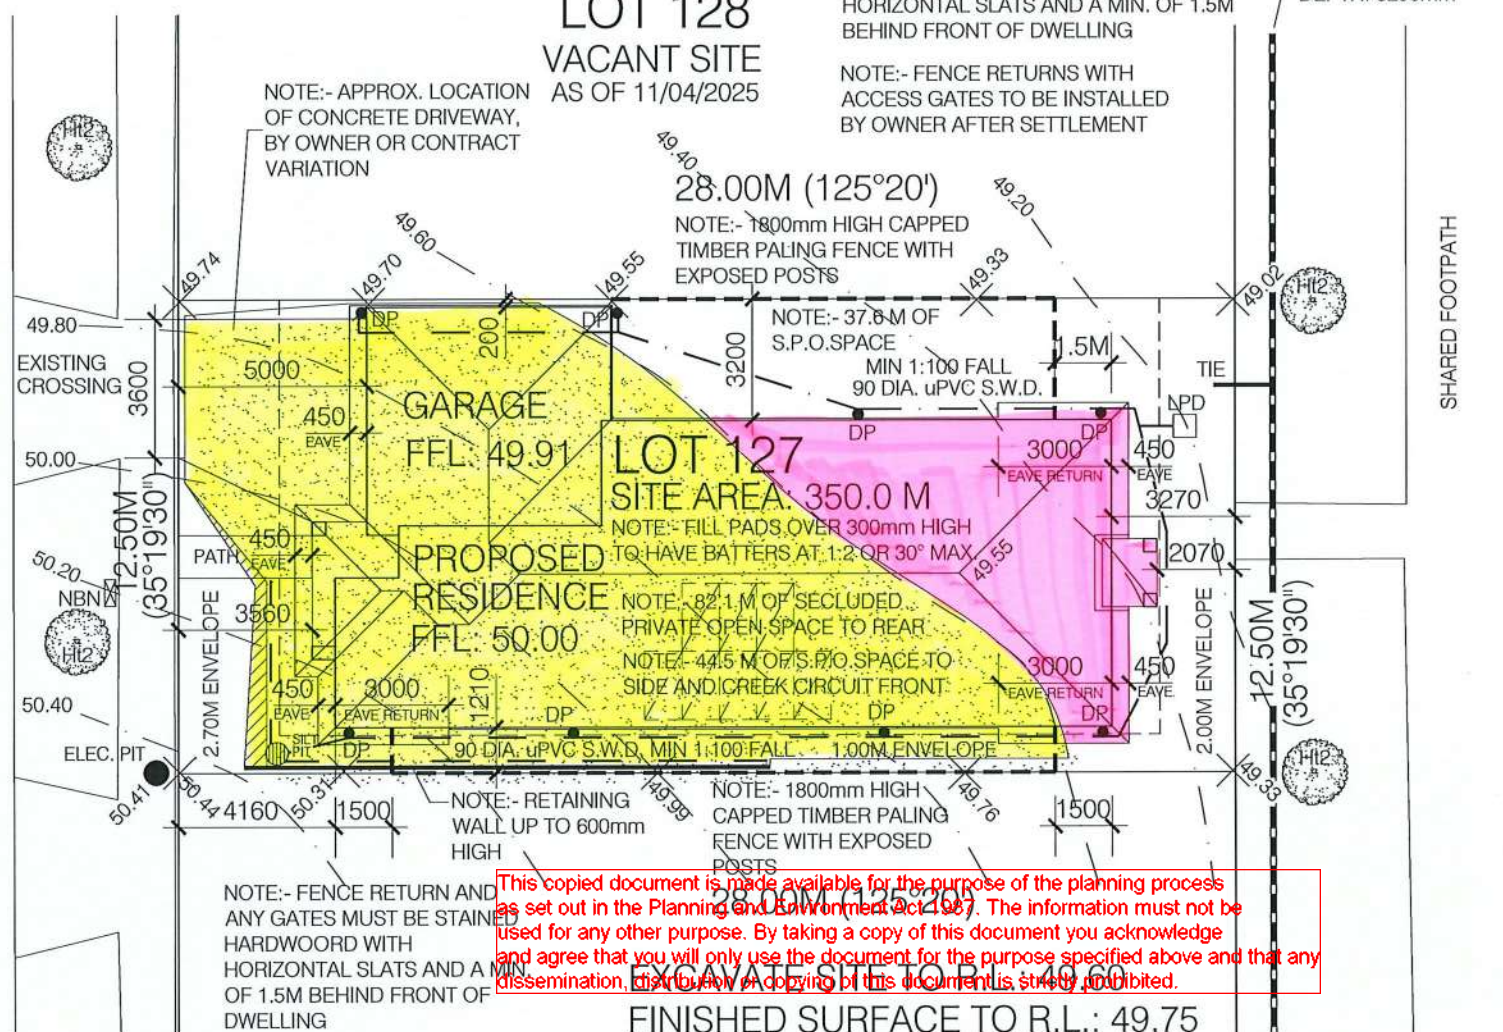 LOT 128
VACANT SITE
AS OF 11/04/2025
HORIZONTAL SLATS AND A MIN. OF 1.5M
BEHIND FRONT OF DWELLING
NOTE:- FENCE RETURNS WITH
ACCESS GATES TO BE INSTALLED
BY OWNER AFTER SETTLEMENT
NOTE:- APPROX. LOCATION
OF CONCRETE DRIVEWAY,
BY OWNER OR CONTRACT
VARIATION
Ht2
49.40
28.00M (125°20')
49.20
NOTE:- 1800mm HIGH CAPPED
TIMBER PALING FENCE WITH
EXPOSED POSTS
49.60
49.74
49.70
49.55
49.33
49.02
Ht2
SHARED FOOTPATH
49.80
EXISTING
CROSSING
3600
DP
200
DP
NOTE:- 37.6 M OF
S.P.O.SPACE
3200
1.5M
MIN 1:100 FALL
90 DIA. uPVC S.W.D.
TIE
5000
450
EAVE
GARAGE
FFL: 49.91
LPD
DP
DP
50.00
LOT 127
SITE AREA: 350.0 M
3000
EAVE RETURN
450
EAVE
3270
12.50M
(35°19'30")
NOTE:- FILL PADS OVER 300mm HIGH
TO HAVE BATTERS AT 1:2 OR 30° MAX.
49.55
2070
PATH
450
EAVE
50.20
NBN
PROPOSED
RESIDENCE
FFL: 50.00
3560
NOTE:- 82.1 M OF SECLUDED
PRIVATE OPEN SPACE TO REAR
NOTE:- 44.5 M OF S.P.O.SPACE TO
SIDE AND CREEK CIRCUIT FRONT
Ht2
2.70M ENVELOPE
2.00M ENVELOPE
12.50M
(35°19'30")
450
EAVE
3000
EAVE RETURN
1210
3000
EAVE RETURN
450
EAVE
50.40
DP
DP
DP
SILT
PIT
DP
90 DIA. uPVC S.W.D. MIN 1:100 FALL
1.00M ENVELOPE
ELEC. PIT
50.41
50.44
50.31
49.99
49.76
49.33
Ht2
4160
1500
1500
NOTE:- RETAINING
WALL UP TO 600mm
HIGH
NOTE:- 1800mm HIGH
CAPPED TIMBER PALING
FENCE WITH EXPOSED
POSTS
28.00M (125°20')
This copied document is made available for the purpose of the planning process
as set out in the Planning and Environment Act 1987. The information must not be
used for any other purpose. By taking a copy of this document you acknowledge
and agree that you will only use the document for the purpose specified above and that any
dissemination, distribution or copying of this document is strictly prohibited.
NOTE:- FENCE RETURN AND
ANY GATES MUST BE STAINED
HARDWOORD WITH
HORIZONTAL SLATS AND A MIN.
OF 1.5M BEHIND FRONT OF
DWELLING
EXCAVATE SITE TO R.L.: 49.60
FINISHED SURFACE TO R.L.: 49.75